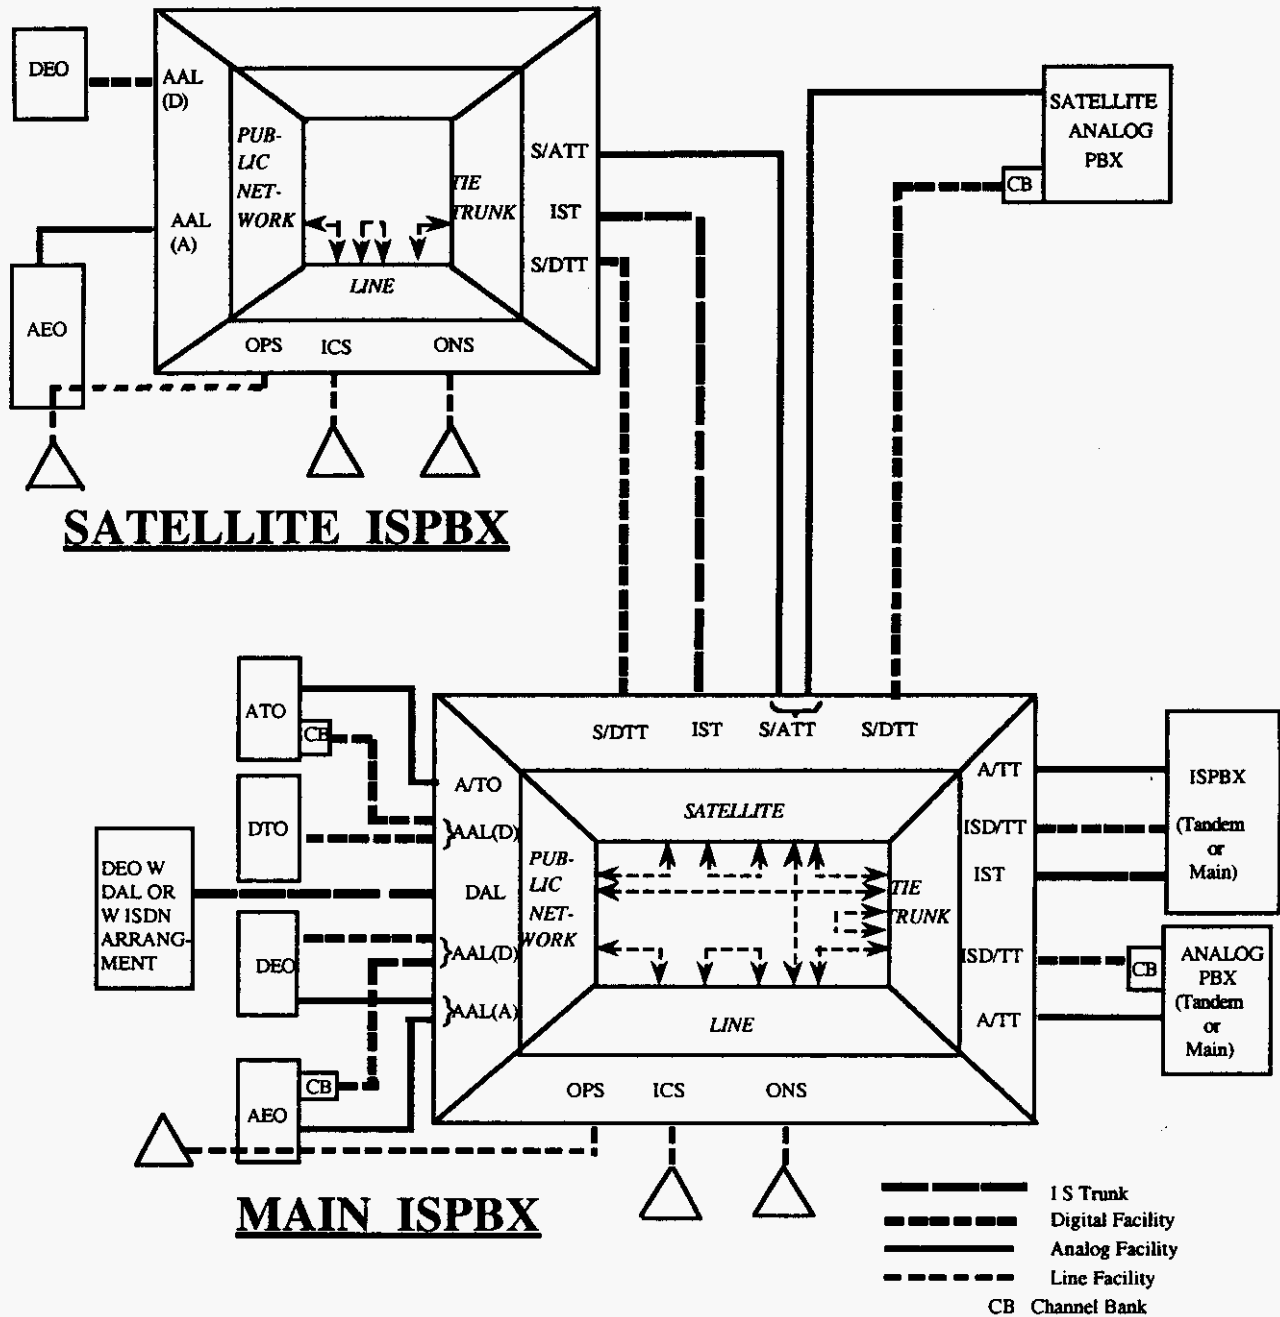 DEO
AAL
(D)
AAL
(A)
AEO
PUB-
LIC
NET-
WORK
TIE
TRUNK
LINE
S/ATT
IST
S/DTT
OPS ICS ONS
SATELLITE
ANALOG
PBX
CB
SATELLITE ISPBX
ATO
CB
DTO
DEO W
DAL OR
W ISDN
ARRANG-
MENT
DEO
AEO
CB
S/DTT IST S/ATT S/DTT
A/TO
AAL(D)
DAL
AAL(D)
AAL(A)
SATELLITE
PUB-
LIC
NET-
WORK
TIE
TRUNK
LINE
A/TT
ISD/TT
IST
ISD/TT
A/TT
OPS ICS ONS
ISPBX
(Tandem
or
Main)
CB
ANALOG
PBX
(Tandem
or
Main)
MAIN ISPBX
I S Trunk
Digital Facility
Analog Facility
Line Facility
CB Channel Bank